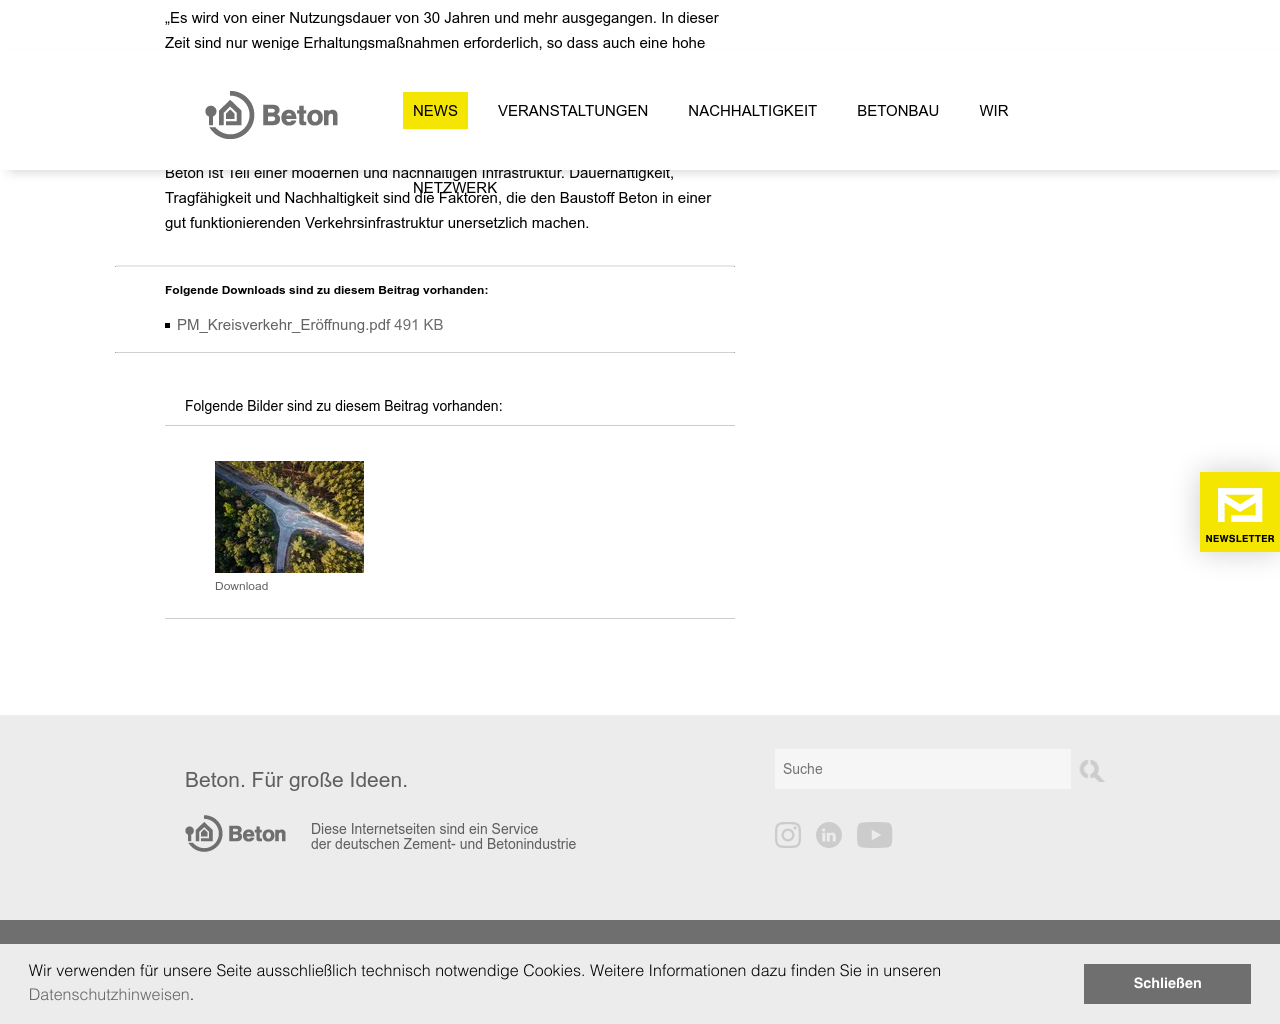 „Es wird von einer Nutzungsdauer von 30 Jahren und mehr ausgegangen. In dieser
Zeit sind nur wenige Erhaltungsmaßnahmen erforderlich, so dass auch eine hohe
Beton
NEWS
VERANSTALTUNGEN
NACHHALTIGKEIT
BETONBAU
WIR
NETZWERK
Beton ist Teil einer modernen und nachhaltigen Infrastruktur. Dauerhaftigkeit,
Tragfähigkeit und Nachhaltigkeit sind die Faktoren, die den Baustoff Beton in einer
gut funktionierenden Verkehrsinfrastruktur unersetzlich machen.
Folgende Downloads sind zu diesem Beitrag vorhanden:
PM_Kreisverkehr_Eröffnung.pdf 491 KB
Folgende Bilder sind zu diesem Beitrag vorhanden:
Download
NEWSLETTER
Beton. Für große Ideen.
Suche
Beton
Diese Internetseiten sind ein Service
der deutschen Zement- und Betonindustrie
Wir verwenden für unsere Seite ausschließlich technisch notwendige Cookies. Weitere Informationen dazu finden Sie in unseren
Datenschutzhinweisen.
Schließen